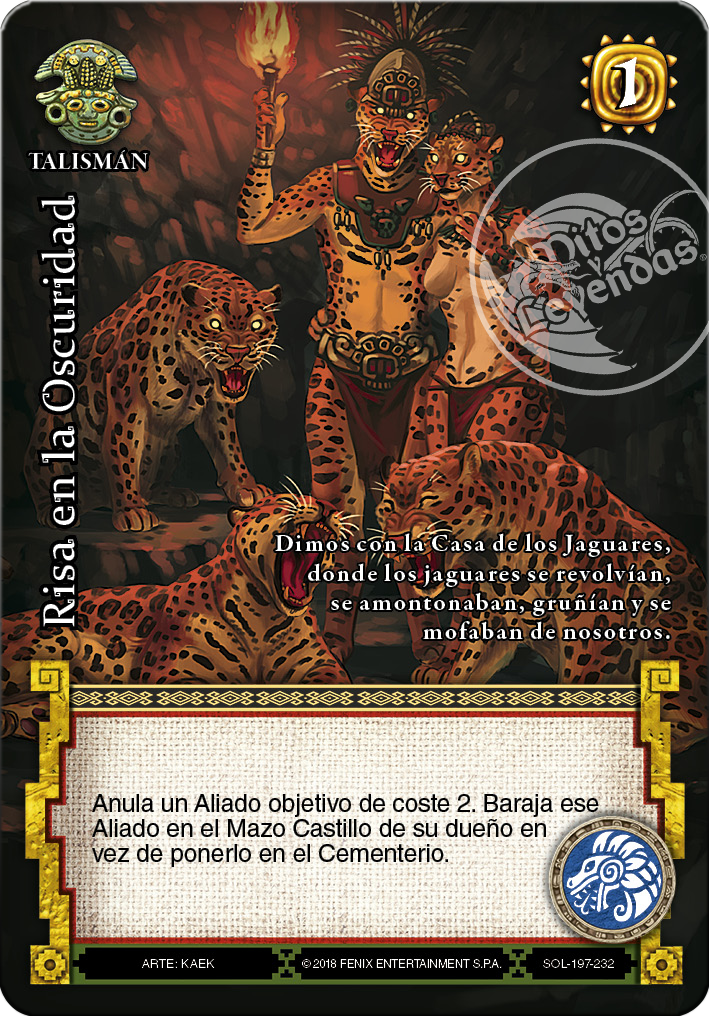 TALISMÁN
1
Risa en la Oscuridad
Mitos
y
Leyendas®
Dimos con la Casa de los Jaguares,
donde los jaguares se revolvían,
se amontonaban, gruñían y se
mofaban de nosotros.
Anula un Aliado objetivo de coste 2. Baraja ese
Aliado en el Mazo Castillo de su dueño en
vez de ponerlo en el Cementerio.
ARTE: KAEK
©2018 FENIX ENTERTAINMENT S.P.A.
SOL-197-232